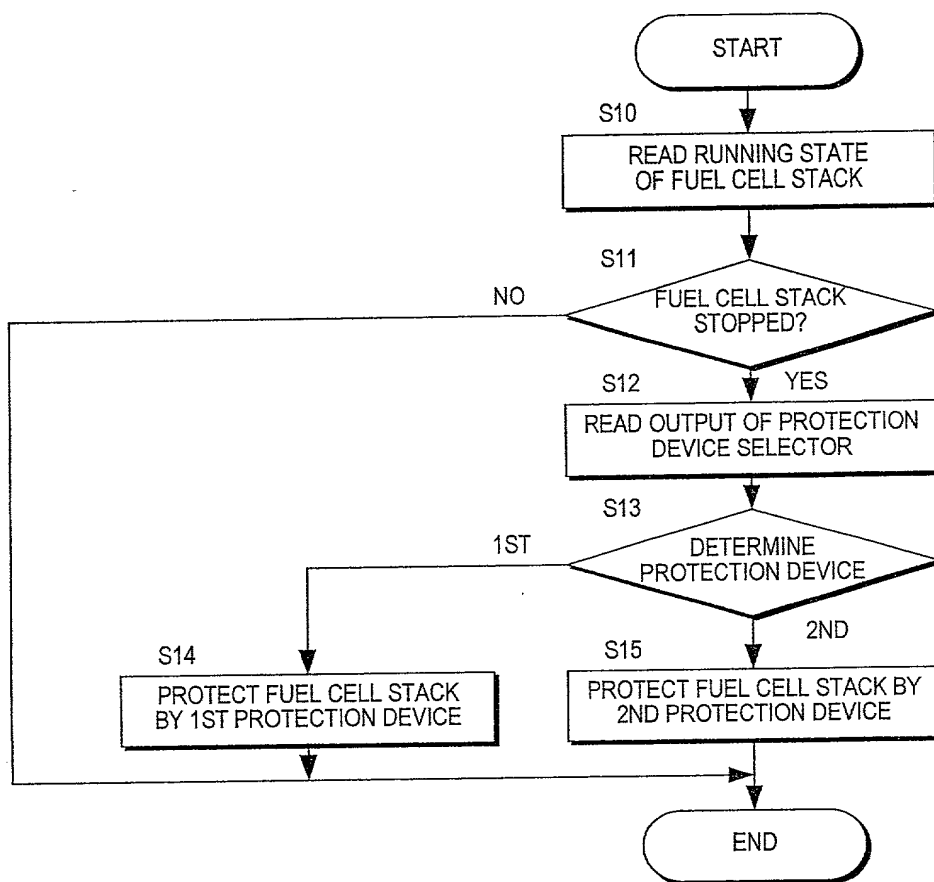 START
S10
READ RUNNING STATE
OF FUEL CELL STACK
S11
NO
FUEL CELL STACK
STOPPED?
S12
YES
READ OUTPUT OF PROTECTION
DEVICE SELECTOR
S13
1ST
DETERMINE
PROTECTION DEVICE
2ND
S14
S15
PROTECT FUEL CELL STACK
BY 1ST PROTECTION DEVICE
PROTECT FUEL CELL STACK BY
2ND PROTECTION DEVICE
END